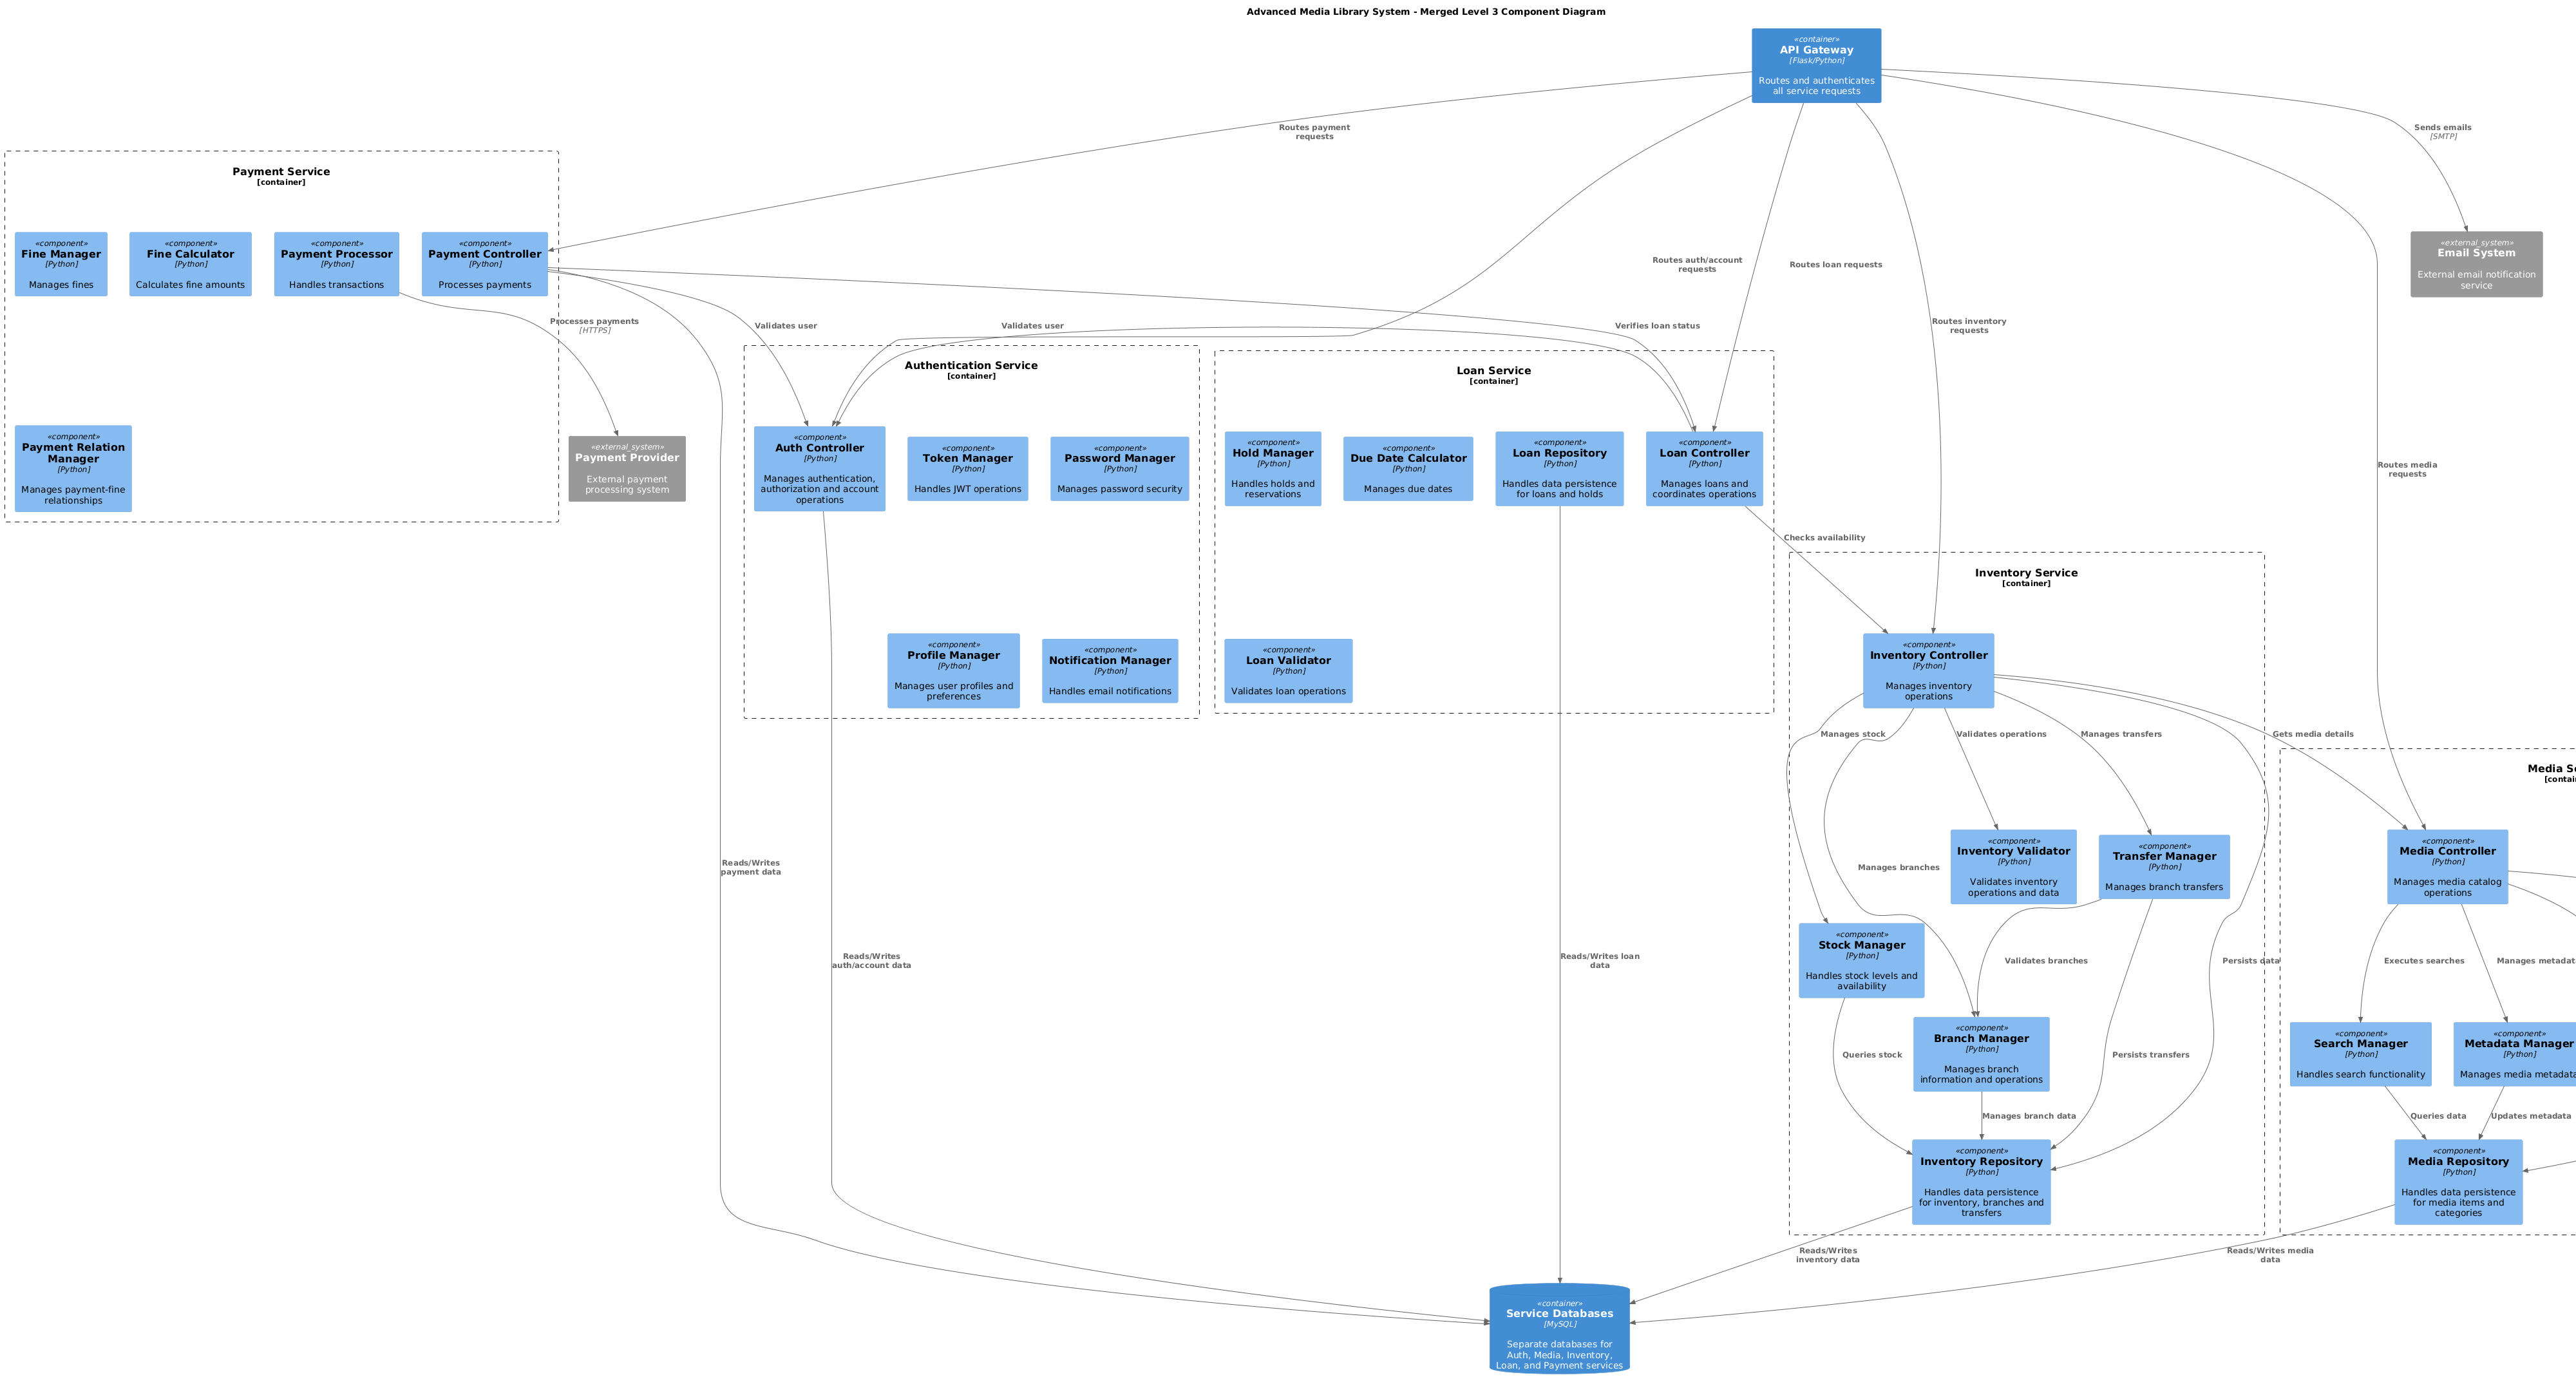 Advanced Media Library System - Merged Level 3 Component Diagram
«container»
API Gateway
[Flask/Python]
Routes and authenticates
all service requests
Routes payment
requests
Sends emails
[SMTP]
Payment Service
[container]
«component»
Fine Manager
[Python]
Manages fines
«component»
Fine Calculator
[Python]
Calculates fine amounts
«component»
Payment Processor
[Python]
Handles transactions
«component»
Payment Controller
[Python]
Processes payments
Routes auth/account
requests
Routes loan requests
«external_system»
Email System
External email notification
service
Processes payments
[HTTPS]
Validates user
Validates user
Verifies loan status
Routes inventory
requests
«component»
Payment Relation
Manager
[Python]
Manages payment-fine
relationships
«external_system»
Payment Provider
External payment
processing system
Authentication Service
[container]
«component»
Auth Controller
[Python]
Manages authentication,
authorization and account
operations
«component»
Token Manager
[Python]
Handles JWT operations
«component»
Password Manager
[Python]
Manages password security
Loan Service
[container]
«component»
Hold Manager
[Python]
Handles holds and
reservations
«component»
Due Date Calculator
[Python]
Manages due dates
«component»
Loan Repository
[Python]
Handles data persistence
for loans and holds
«component»
Loan Controller
[Python]
Manages loans and
coordinates operations
Routes media
requests
Checks availability
«component»
Profile Manager
[Python]
Manages user profiles and
preferences
«component»
Notification Manager
[Python]
Handles email notifications
«component»
Loan Validator
[Python]
Validates loan operations
Inventory Service
[container]
«component»
Inventory Controller
[Python]
Manages inventory
operations
Manages stock
Validates operations
Manages transfers
Gets media details
Media Se
[contai
Manages branches
«component»
Inventory Validator
[Python]
Validates inventory
operations and data
«component»
Transfer Manager
[Python]
Manages branch transfers
«component»
Media Controller
[Python]
Manages media catalog
operations
Reads/Writes
payment data
Reads/Writes
auth/account data
Reads/Writes loan
data
«component»
Stock Manager
[Python]
Handles stock levels and
availability
Validates branches
Persists data
Executes searches
Manages metadat
«component»
Branch Manager
[Python]
Manages branch
information and operations
Queries stock
Persists transfers
«component»
Search Manager
[Python]
Handles search functionality
«component»
Metadata Manager
[Python]
Manages media metadata
Manages branch data
Queries data
Updates metadata
«component»
Inventory Repository
[Python]
Handles data persistence
for inventory, branches and
transfers
«component»
Media Repository
[Python]
Handles data persistence
for media items and
categories
Reads/Writes
inventory data
Reads/Writes media
data
«container»
Service Databases
[MySQL]
Separate databases for
Auth, Media, Inventory,
Loan, and Payment services